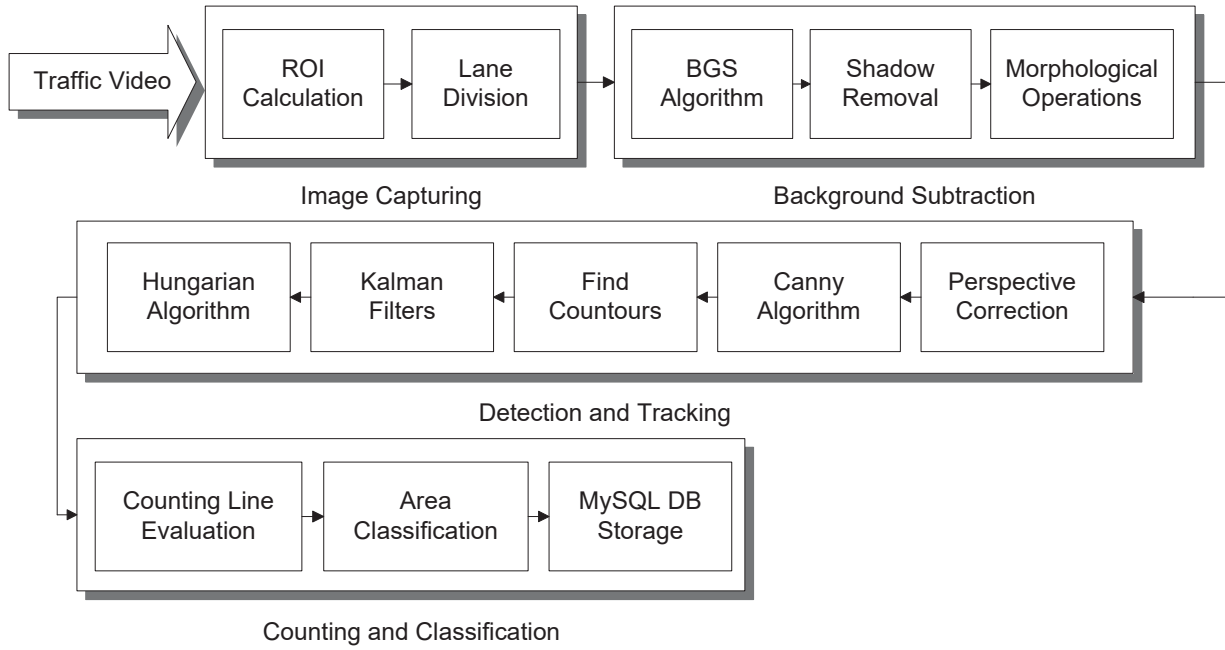 Traffic Video
ROI
Calculation
Lane
Division
BGS
Algorithm
Shadow
Removal
Morphological
Operations
Image Capturing
Background Subtraction
Hungarian
Algorithm
Kalman
Filters
Find
Countours
Canny
Algorithm
Perspective
Correction
Detection and Tracking
Counting Line
Evaluation
Area
Classification
MySQL DB
Storage
Counting and Classification